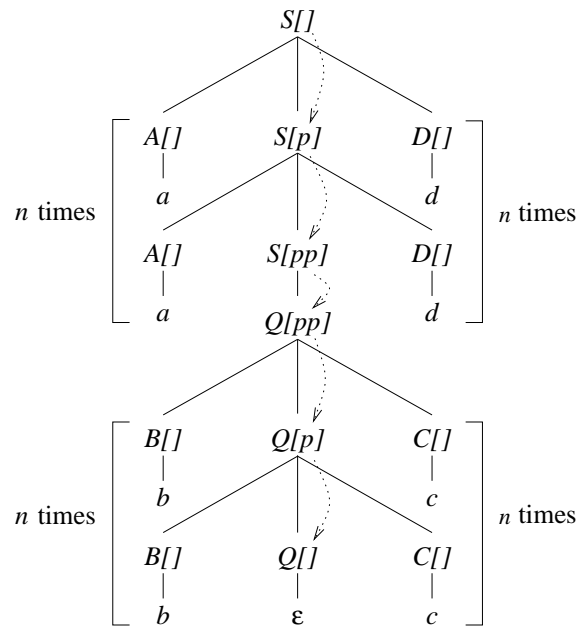 S[]
A[] S[p] D[]
n times a d n times
A[] S[pp] D[]
a d
Q[pp]
B[] Q[p] C[]
n times b c n times
B[] Q[] C[]
b ε c